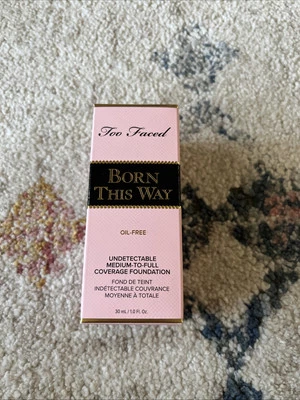 Too Faced
BORN
THIS WAY
OIL-FREE
UNDETECTABLE
MEDIUM-TO-FULL
COVERAGE FOUNDATION
FOND DE TEINT
INDÉTECTABLE COUVRANCE
MOYENNE À TOTALE
30 mL / 1.0 Fl. Oz.